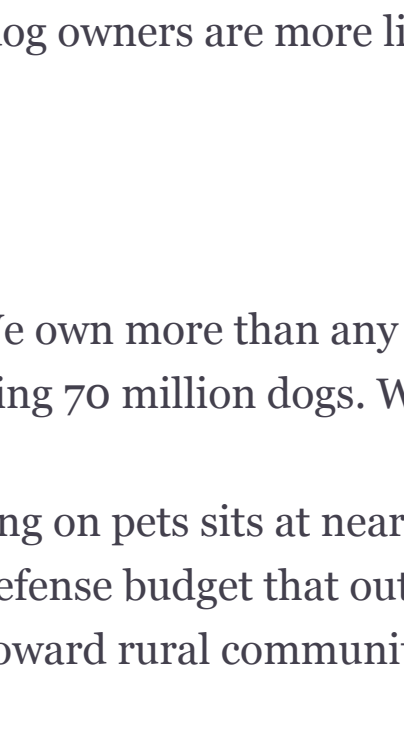 og owners are more li
e own more than any
ing 70 million dogs. W
ng on pets sits at near
efense budget that out
oward rural communi